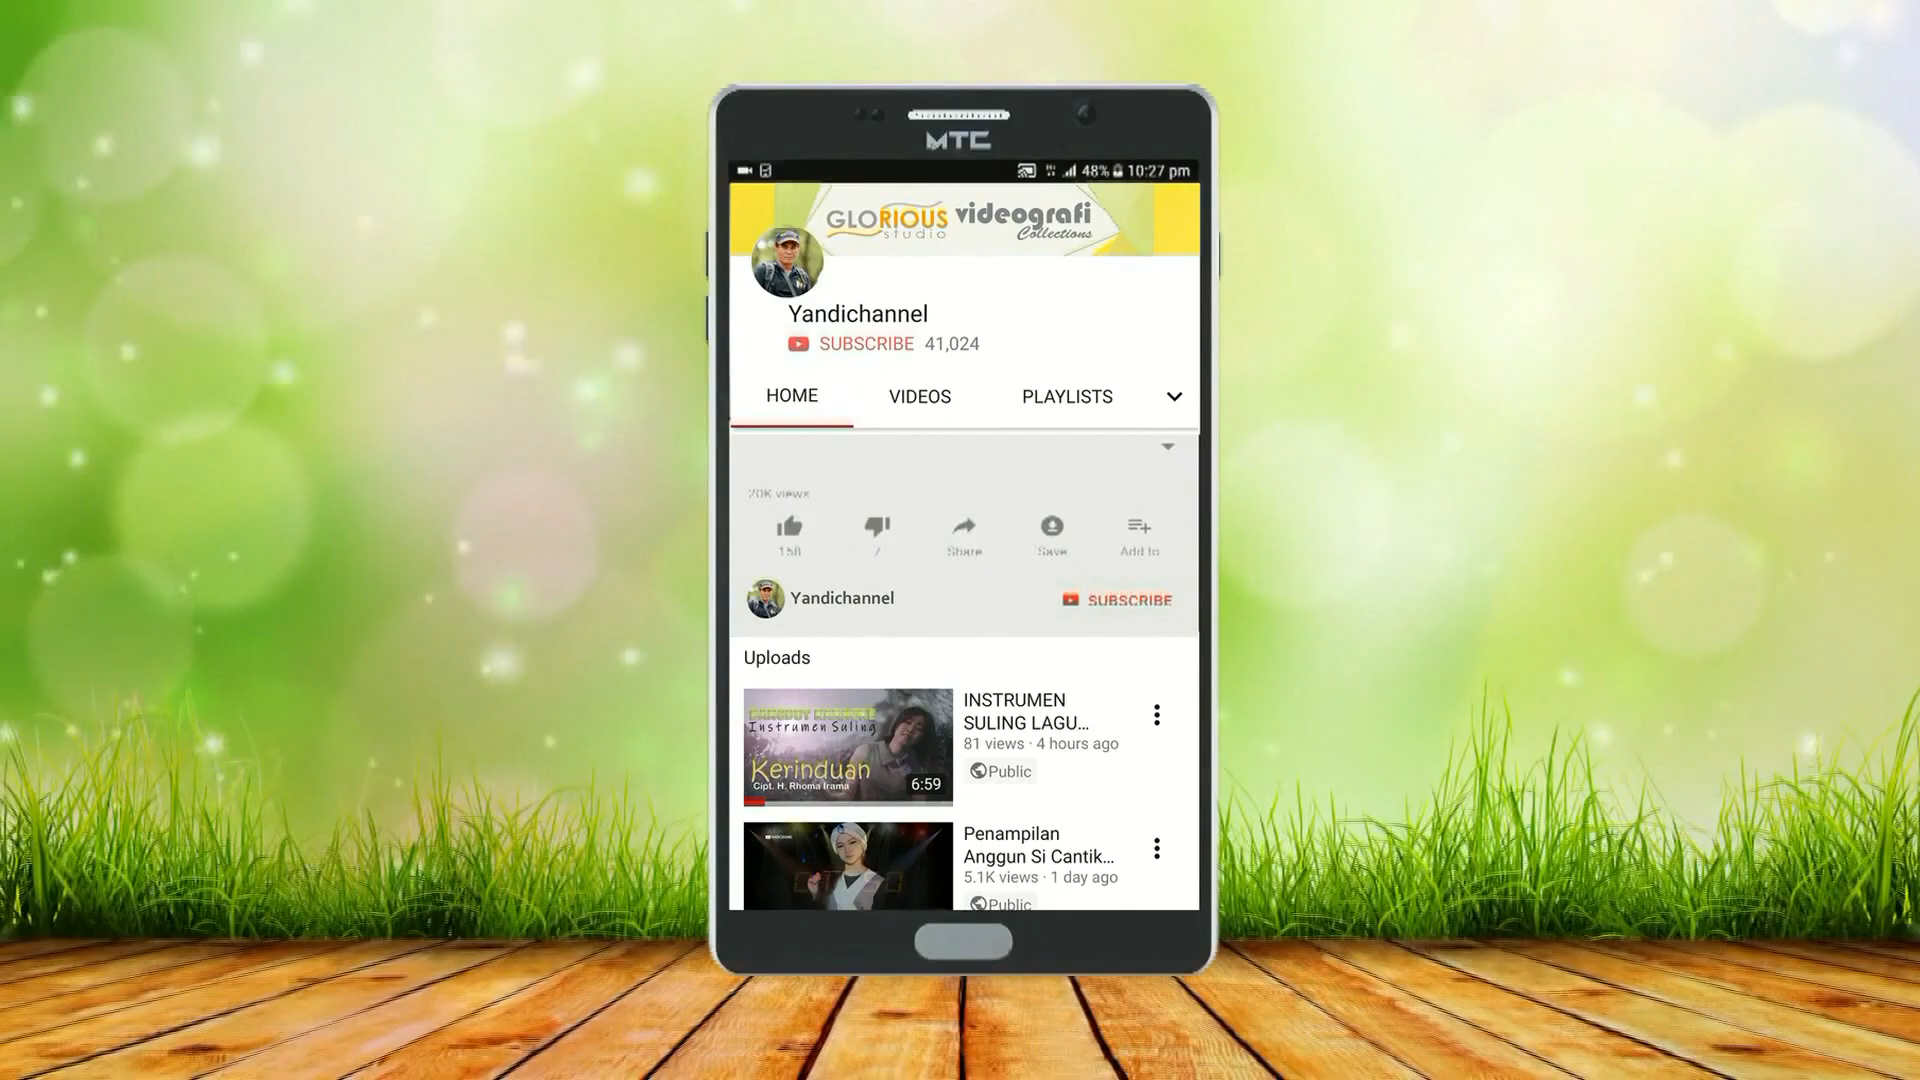 MTC
48% 10:27 pm
GLORIOUS studio videografi Collections
Yandichannel
SUBSCRIBE 41,024
HOME VIDEOS PLAYLISTS
20K views
Share Save Add to
Yandichannel SUBSCRIBE
Uploads
Instrumen Suling
Kerinduan
Cipt. H. Rhoma Irama
6:59
INSTRUMEN
SULING LAGU...
81 views · 4 hours ago
Public
Penampilan
Anggun Si Cantik...
5.1K views · 1 day ago
Public